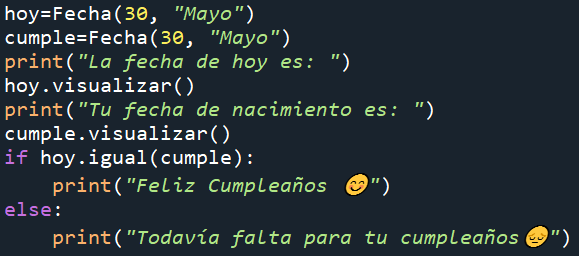 hoy=Fecha(30, "Mayo")
cumple=Fecha(30, "Mayo")
print("La fecha de hoy es: ")
hoy.visualizar()
print("Tu fecha de nacimiento es: ")
cumple.visualizar()
if hoy.igual(cumple):
    print("Feliz Cumpleaños 😊")
else:
    print("Todavía falta para tu cumpleaños😔")